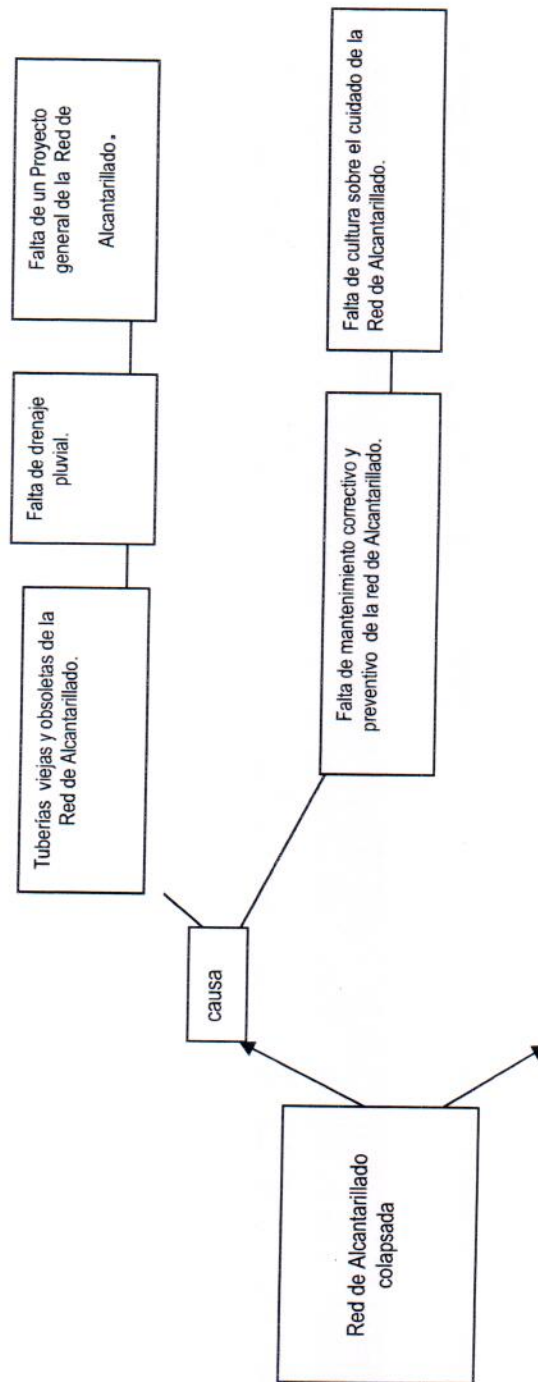 Red de Alcantarillado
colapsada
causa
Tuberías viejas y obsoletas de la
Red de Alcantarillado.
Falta de drenaje
pluvial.
Falta de un Proyecto
general de la Red de
Alcantarillado.
Falta de mantenimiento correctivo y
preventivo de la red de Alcantarillado.
Falta de cultura sobre el cuidado de la
Red de Alcantarillado.